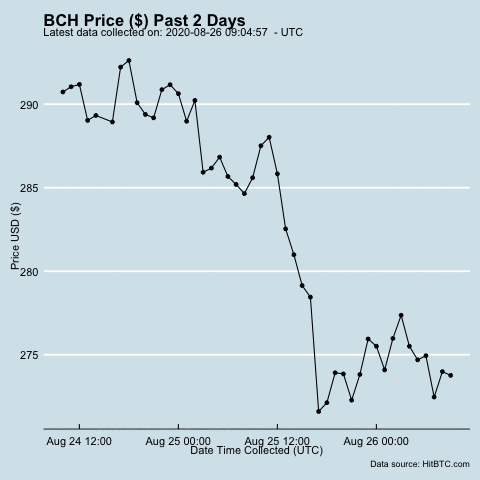 BCH Price ($) Past 2 Days
Latest data collected on: 2020-08-26 09:04:57 - UTC
290
285
280
275
Price USD ($)
Aug 24 12:00 Aug 25 00:00 Aug 25 12:00 Aug 26 00:00
Date Time Collected (UTC)
Data source: HitBTC.com